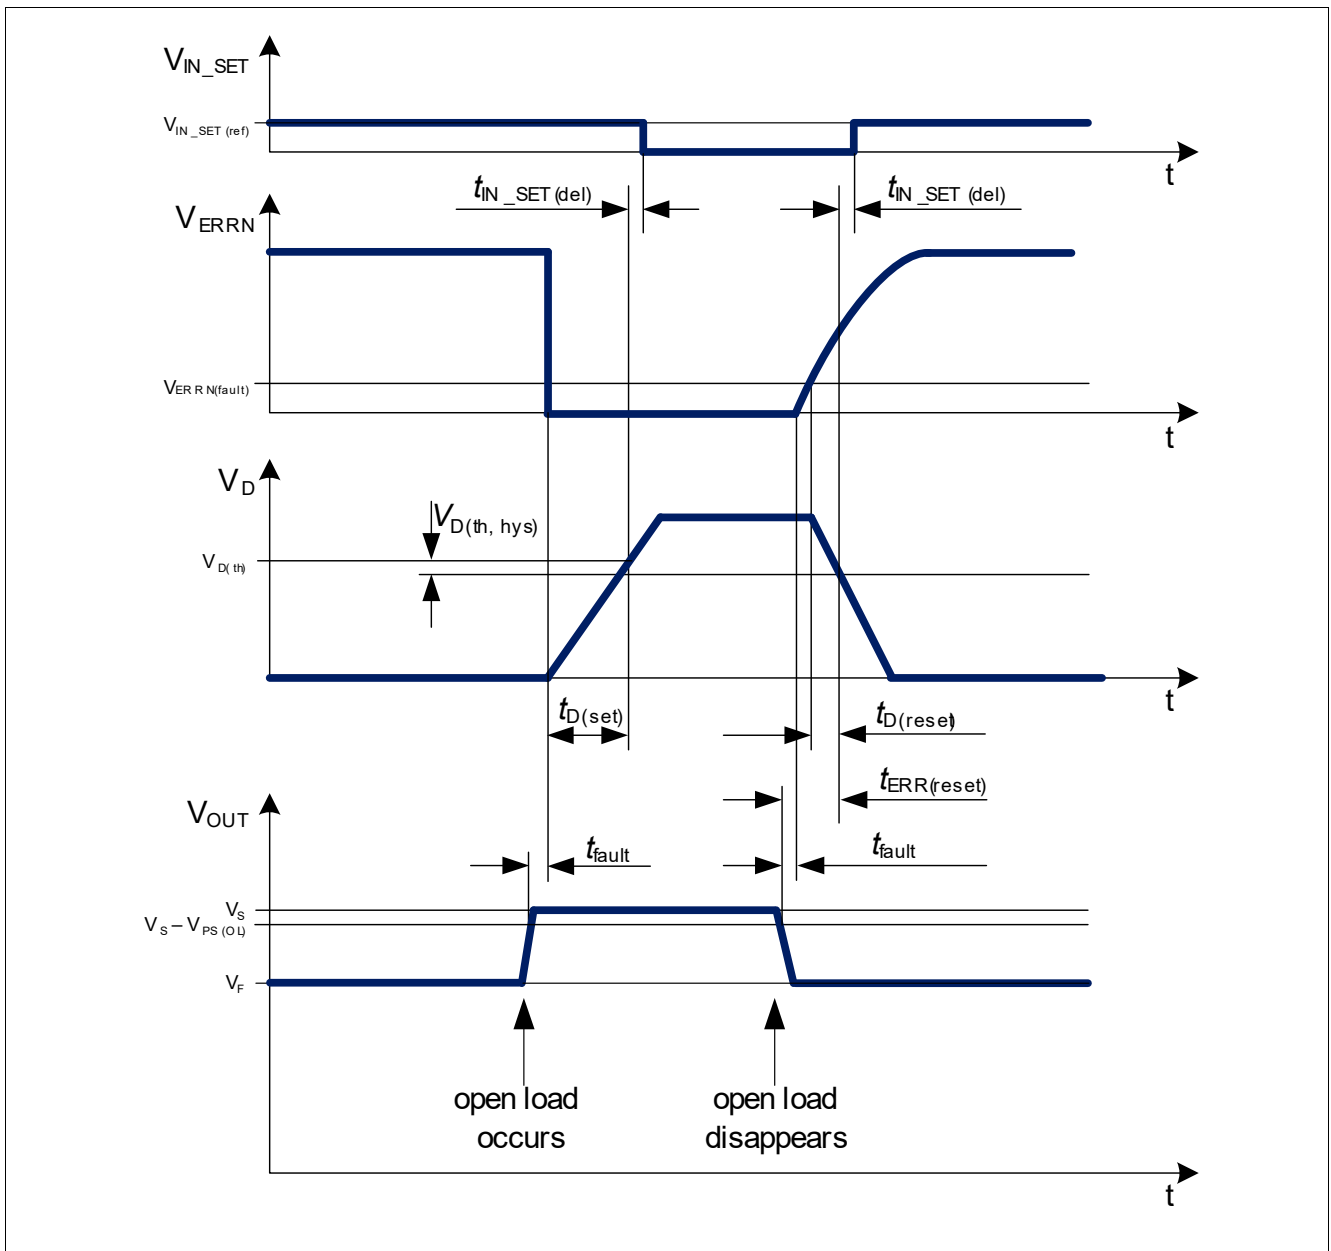 VIN_SET
VIN_SET(ref)
t
tIN_SET(del)
tIN_SET(del)
VERRN
VERRN(fault)
t
VD
VD(th, hys)
VD(th)
t
tD(set)
tD(reset)
tERR(reset)
VOUT
tfault
tfault
VS
VS – VPS(OL)
VF
open load
occurs
open load
disappears
t